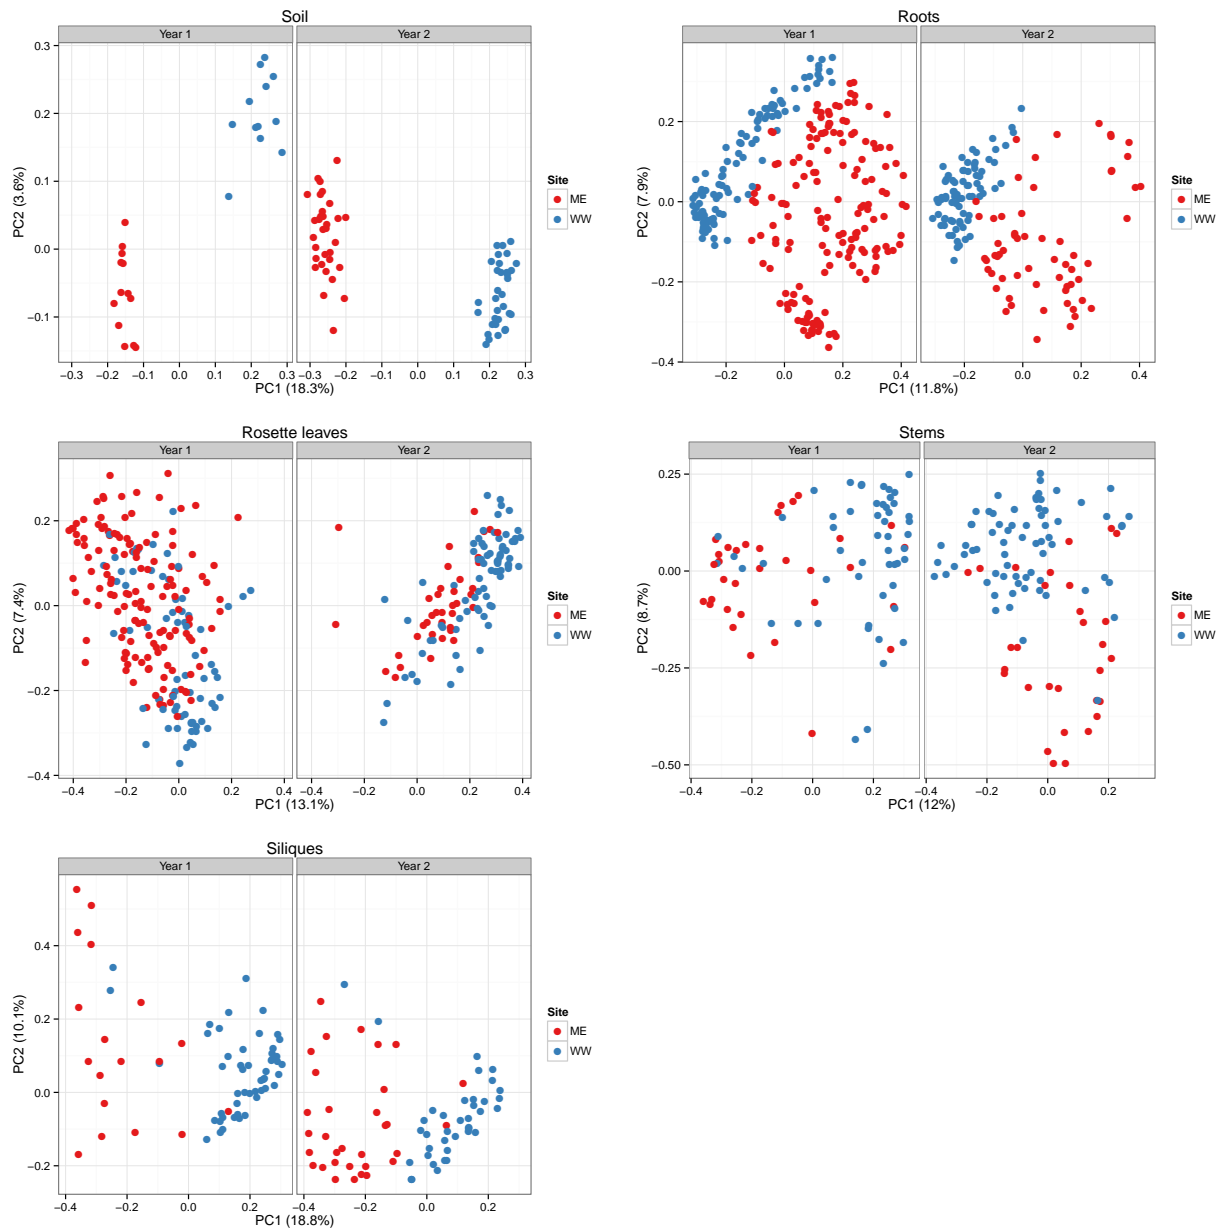 Soil
Year 1 Year 2
0.3
0.2
0.1
0.0
−0.1
PC2 (3.6%)
−0.3 −0.2 −0.1 0.0 0.1 0.2 0.3 −0.3 −0.2 −0.1 0.0 0.1 0.2 0.3
PC1 (18.3%)
Site
ME
WW
Roots
Year 1 Year 2
0.2
0.0
−0.2
−0.4
PC2 (7.9%)
−0.2 0.0 0.2 0.4 −0.2 0.0 0.2 0.4
PC1 (11.8%)
Site
ME
WW
Rosette leaves
Year 1 Year 2
0.2
0.0
−0.2
−0.4
PC2 (7.4%)
−0.4 −0.2 0.0 0.2 0.4 −0.4 −0.2 0.0 0.2 0.4
PC1 (13.1%)
Site
ME
WW
Stems
Year 1 Year 2
0.25
0.00
−0.25
−0.50
PC2 (8.7%)
−0.4 −0.2 0.0 0.2 −0.4 −0.2 0.0 0.2
PC1 (12%)
Site
ME
WW
Siliques
Year 1 Year 2
0.4
0.2
0.0
−0.2
PC2 (10.1%)
−0.4 −0.2 0.0 0.2 −0.4 −0.2 0.0 0.2
PC1 (18.8%)
Site
ME
WW